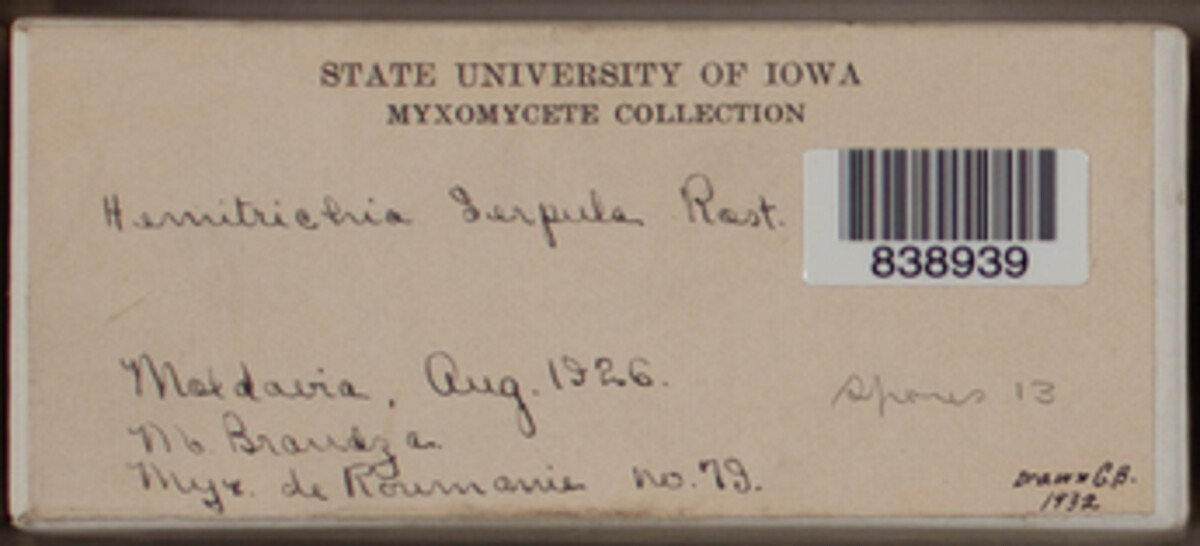 STATE UNIVERSITY OF IOWA
MYXOMYCETE COLLECTION
Hemitrichia Serpula Rost.
838939
Moldavia, Aug. 1926.
Spores 13
M. Brandza
Myx. de Roumanie no. 79.
Drawn G.B.
1932